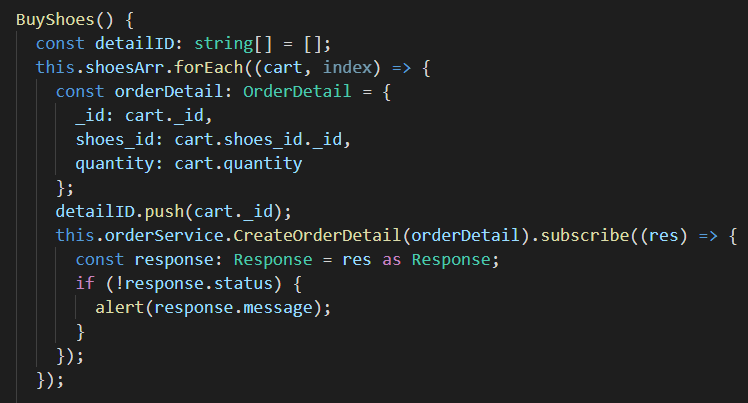 BuyShoes() {
const detailID: string[] = [];
this.shoesArr.forEach((cart, index) => {
const orderDetail: OrderDetail = {
_id: cart._id,
shoes_id: cart.shoes_id._id,
quantity: cart.quantity
};
detailID.push(cart._id);
this.orderService.CreateOrderDetail(orderDetail).subscribe((res) => {
const response: Response = res as Response;
if (!response.status) {
alert(response.message);
}
});
});